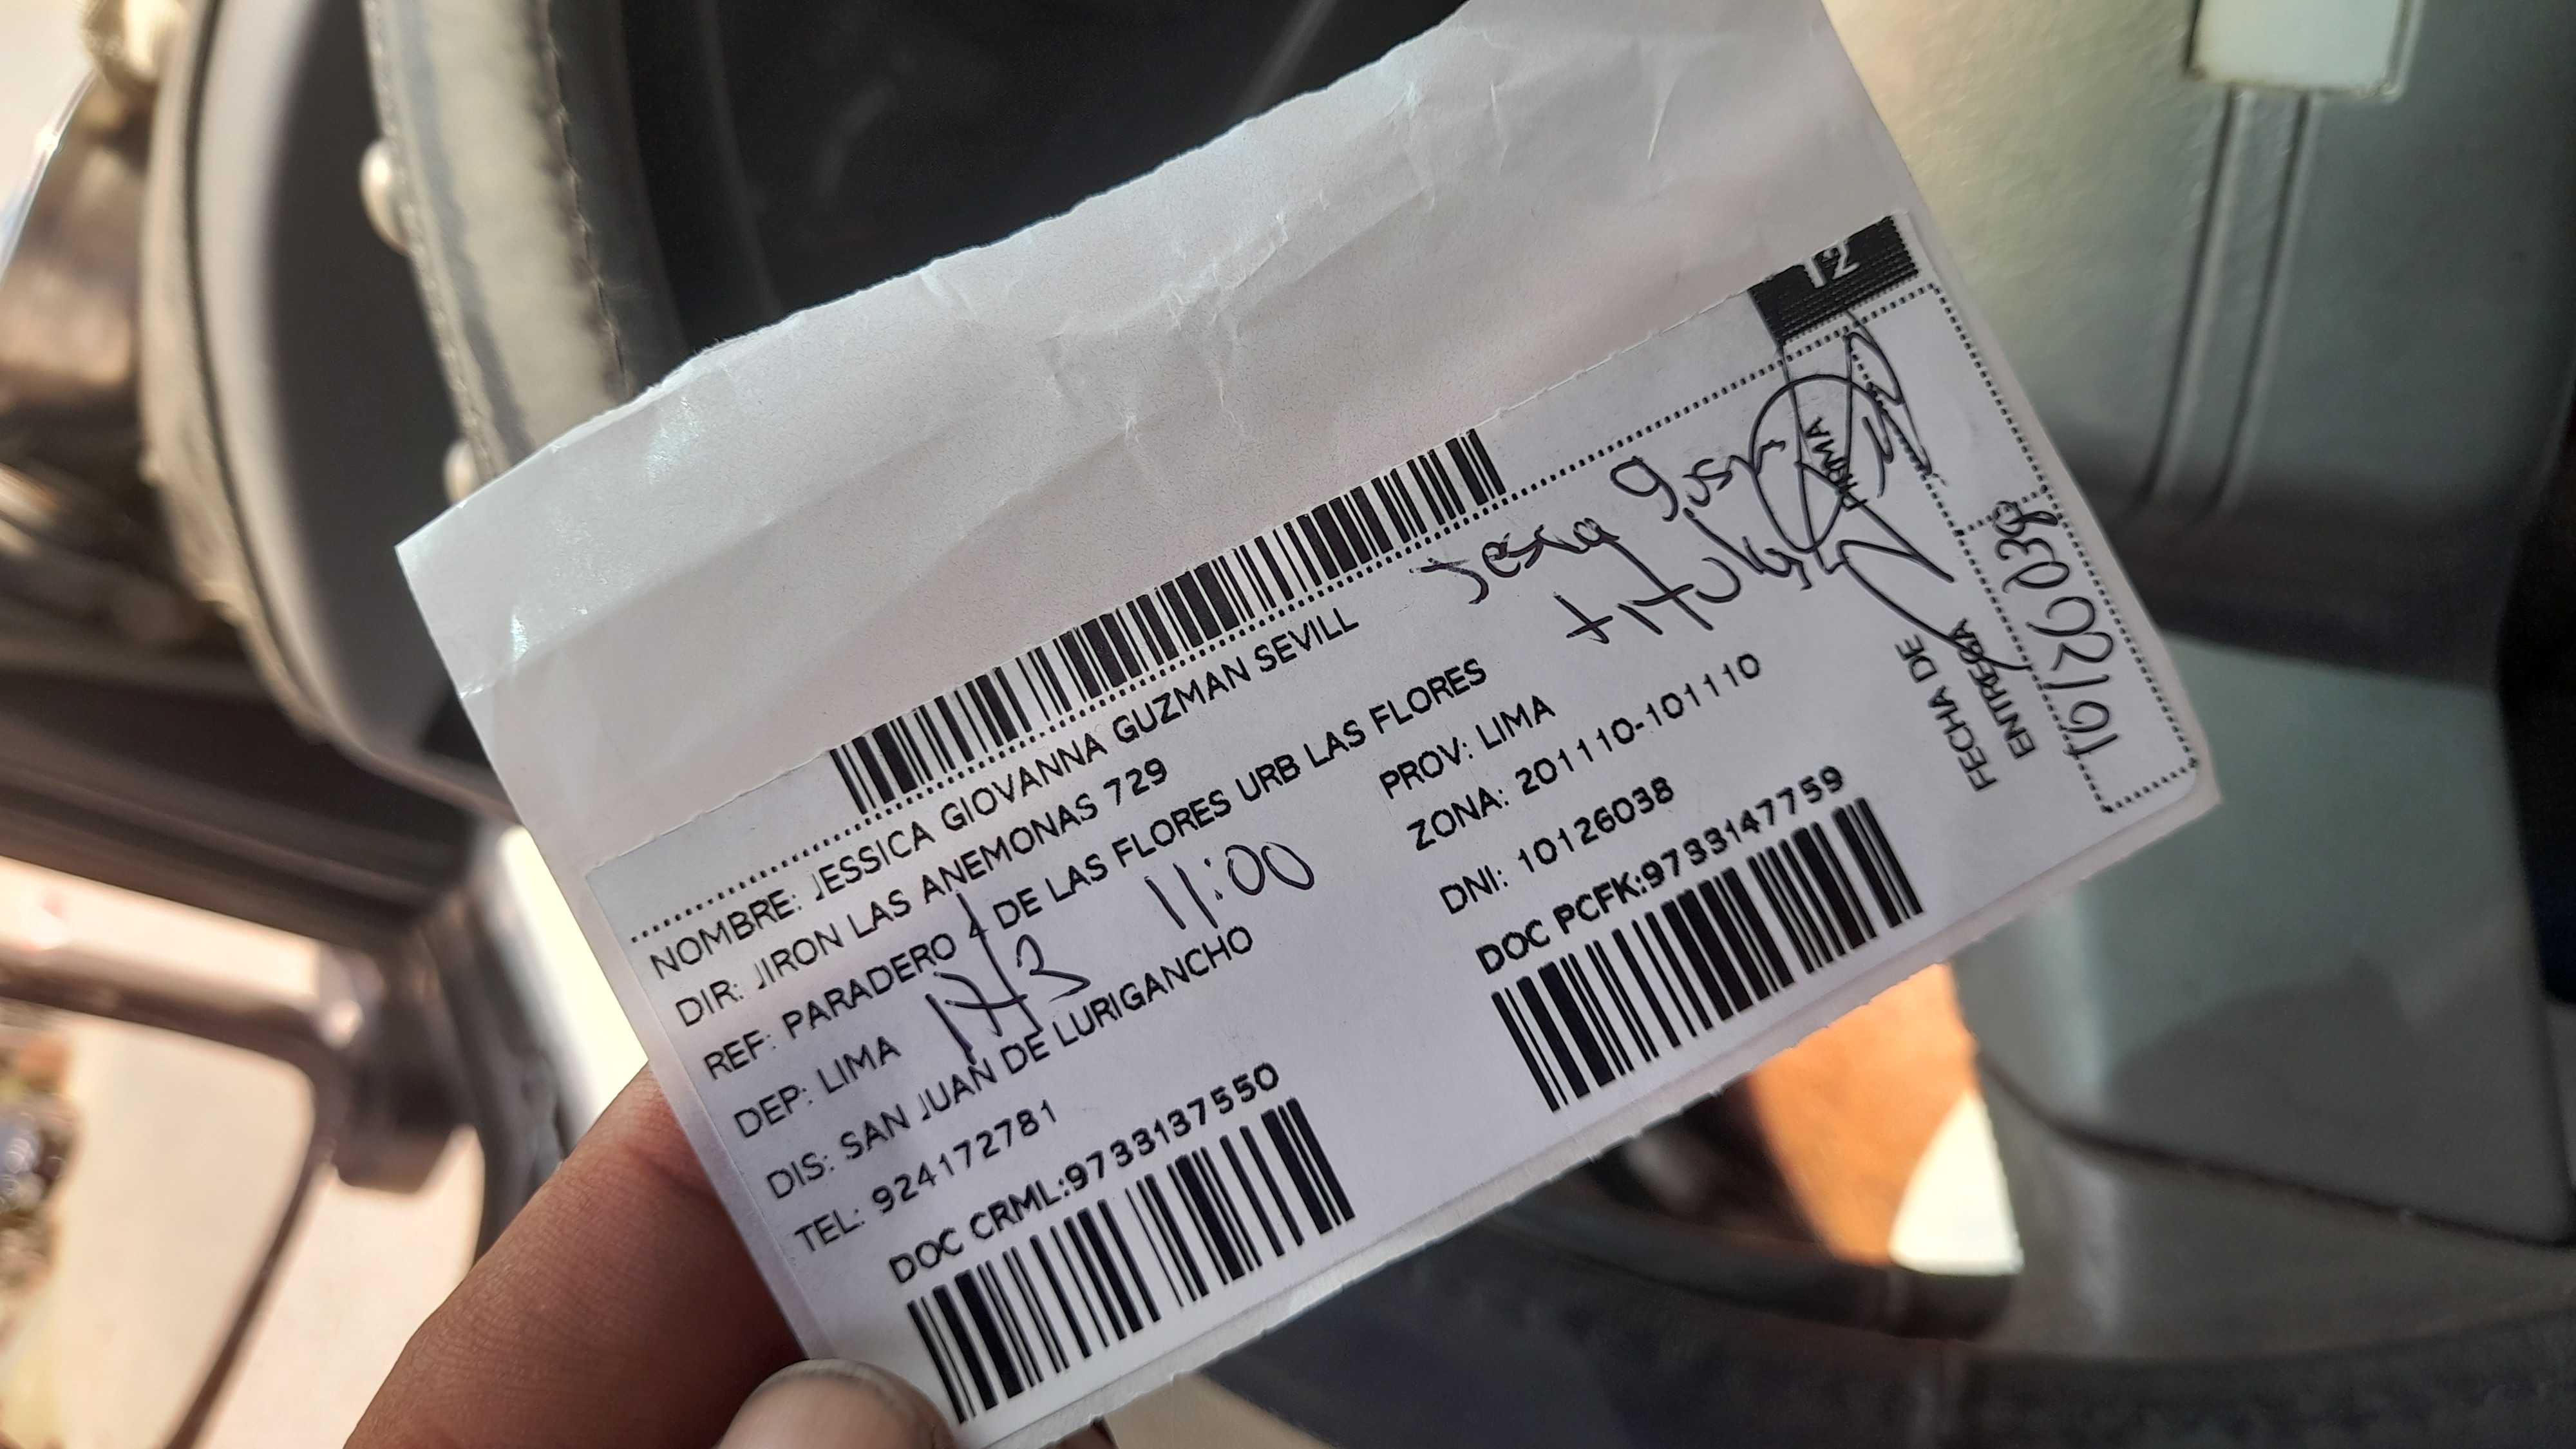 12
NOMBRE: JESSICA GIOVANNA GUZMAN SEVILL
DIR: JIRON LAS ANEMONAS 729
REF: PARADERO 4 DE LAS FLORES URB LAS FLORES
DEP: LIMA
PROV: LIMA
17/3 11:00
DIS: SAN JUAN DE LURIGANCHO
ZONA: 201110-101110
TEL: 924172781
DNI: 10126038
DOC CRML:9733137550
DOC PCFK:9733147759
titular
FIRMA
FECHA DE
ENTREGA
10126038